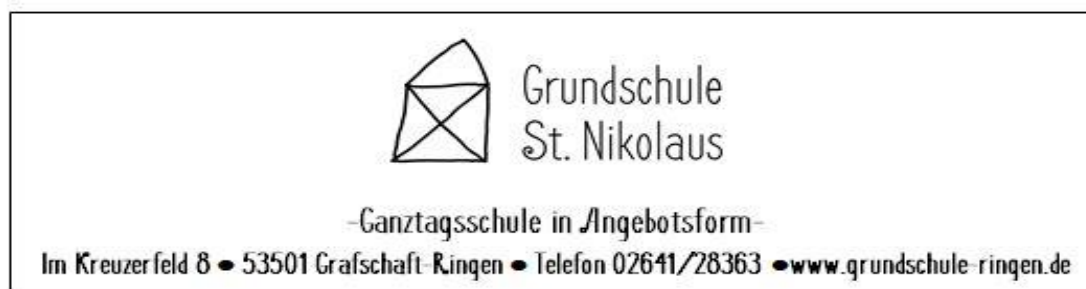 Grundschule
St. Nikolaus
-Ganztagsschule in Angebotsform-
Im Kreuzerfeld 8 ● 53501 Grafschaft-Ringen ● Telefon 02641/28363 ●www.grundschule-ringen.de